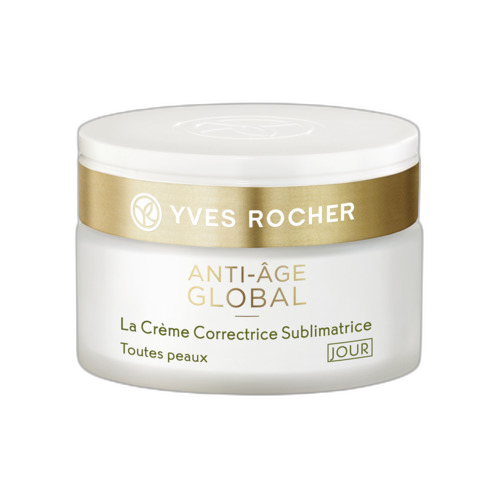 YVES ROCHER
ANTI-ÂGE
GLOBAL
La Crème Correctrice Sublimatrice
Toutes peaux
JOUR